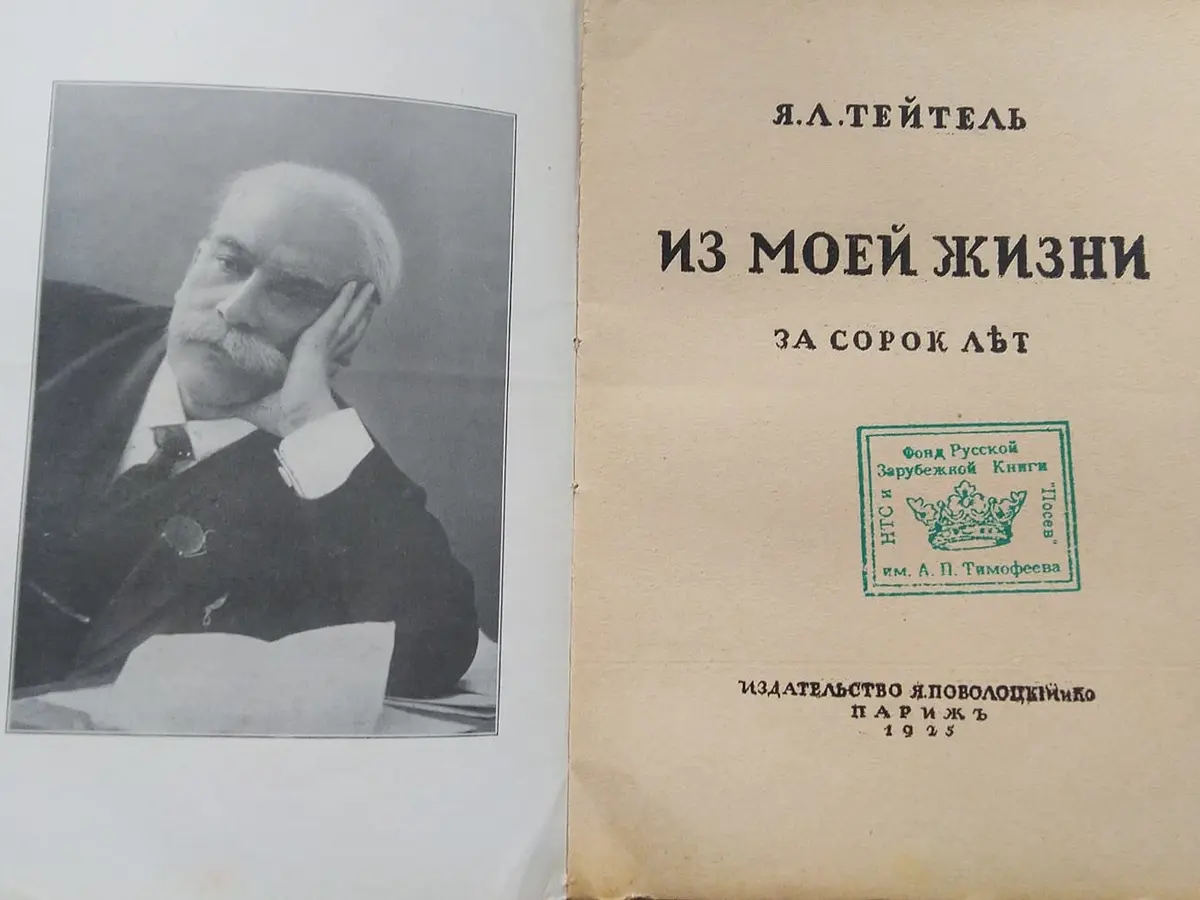 Я.Л.ТЕЙТЕЛЬ
ИЗ МОЕЙ ЖИЗНИ
ЗА СОРОК ЛѢТ
Фонд Русской
Зарубежной Книги
НТС и
"Посев"
им. А. П. Тимофеева
ИЗДАТЕЛЬСТВО Я.ПОВОЛОЦКІЙ и Ко
ПАРИЖЪ
1925